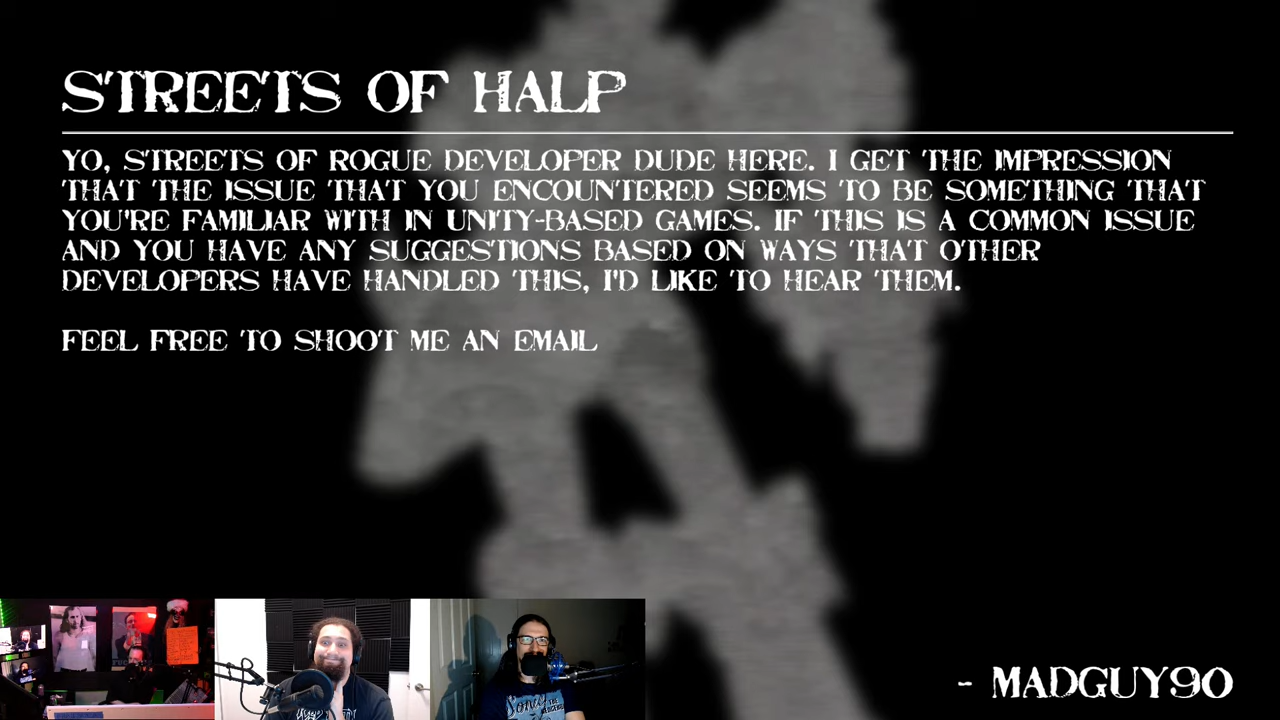 STREETS OF HALP
YO, STREETS OF ROGUE DEVELOPER DUDE HERE. I GET THE IMPRESSION
THAT THE ISSUE THAT YOU ENCOUNTERED SEEMS TO BE SOMETHING THAT
YOU'RE FAMILIAR WITH IN UNITY-BASED GAMES. IF THIS IS A COMMON ISSUE
AND YOU HAVE ANY SUGGESTIONS BASED ON WAYS THAT OTHER
DEVELOPERS HAVE HANDLED THIS, I'D LIKE TO HEAR THEM.
FEEL FREE TO SHOOT ME AN EMAIL
- MADGUY90